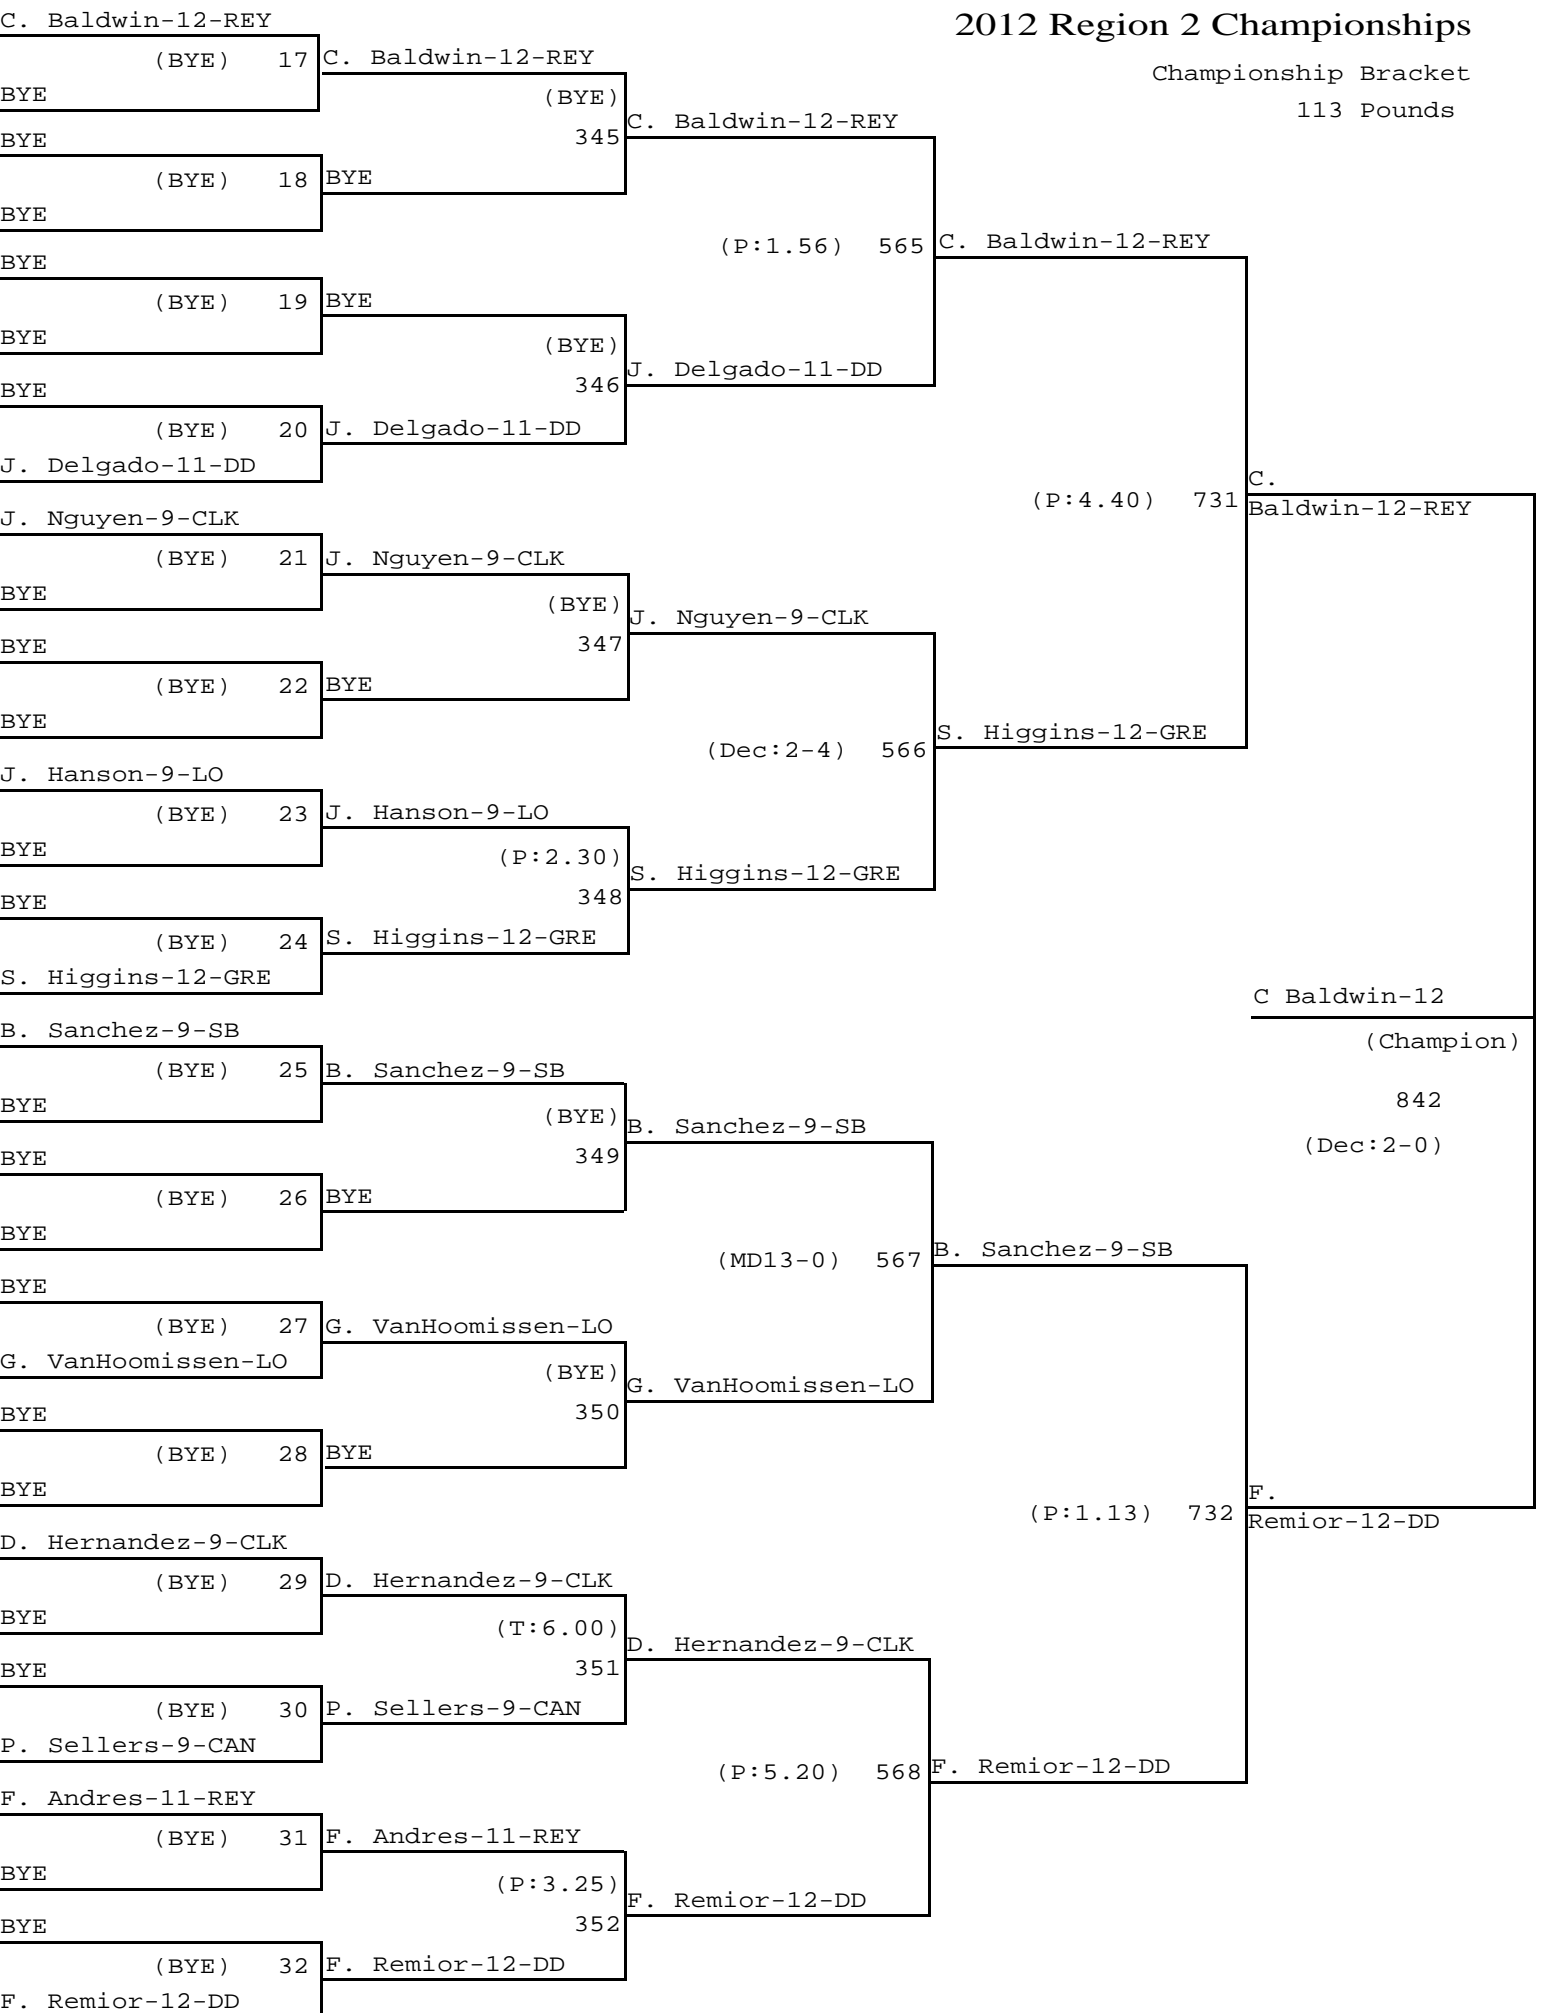 C. Baldwin-12-REY
2012 Region 2 Championships
(BYE) 17
C. Baldwin-12-REY
Championship Bracket
BYE
(BYE)
113 Pounds
C. Baldwin-12-REY
BYE
345
(BYE) 18
BYE
BYE
(P:1.56) 565
C. Baldwin-12-REY
BYE
(BYE) 19
BYE
BYE
(BYE)
J. Delgado-11-DD
BYE
346
(BYE) 20
J. Delgado-11-DD
J. Delgado-11-DD
(P:4.40) 731
C.
Baldwin-12-REY
J. Nguyen-9-CLK
(BYE) 21
J. Nguyen-9-CLK
BYE
(BYE)
J. Nguyen-9-CLK
BYE
347
(BYE) 22
BYE
BYE
(Dec:2-4) 566
S. Higgins-12-GRE
J. Hanson-9-LO
(BYE) 23
J. Hanson-9-LO
BYE
(P:2.30)
S. Higgins-12-GRE
BYE
348
(BYE) 24
S. Higgins-12-GRE
S. Higgins-12-GRE
C Baldwin-12
(Champion)
842
(Dec:2-0)
B. Sanchez-9-SB
(BYE) 25
B. Sanchez-9-SB
BYE
(BYE)
B. Sanchez-9-SB
BYE
349
(BYE) 26
BYE
BYE
(MD13-0) 567
B. Sanchez-9-SB
BYE
(BYE) 27
G. VanHoomissen-LO
G. VanHoomissen-LO
(BYE)
G. VanHoomissen-LO
BYE
350
(BYE) 28
BYE
BYE
(P:1.13) 732
F.
Remior-12-DD
D. Hernandez-9-CLK
(BYE) 29
D. Hernandez-9-CLK
BYE
(T:6.00)
D. Hernandez-9-CLK
BYE
351
(BYE) 30
P. Sellers-9-CAN
P. Sellers-9-CAN
(P:5.20) 568
F. Remior-12-DD
F. Andres-11-REY
(BYE) 31
F. Andres-11-REY
BYE
(P:3.25)
F. Remior-12-DD
BYE
352
(BYE) 32
F. Remior-12-DD
F. Remior-12-DD